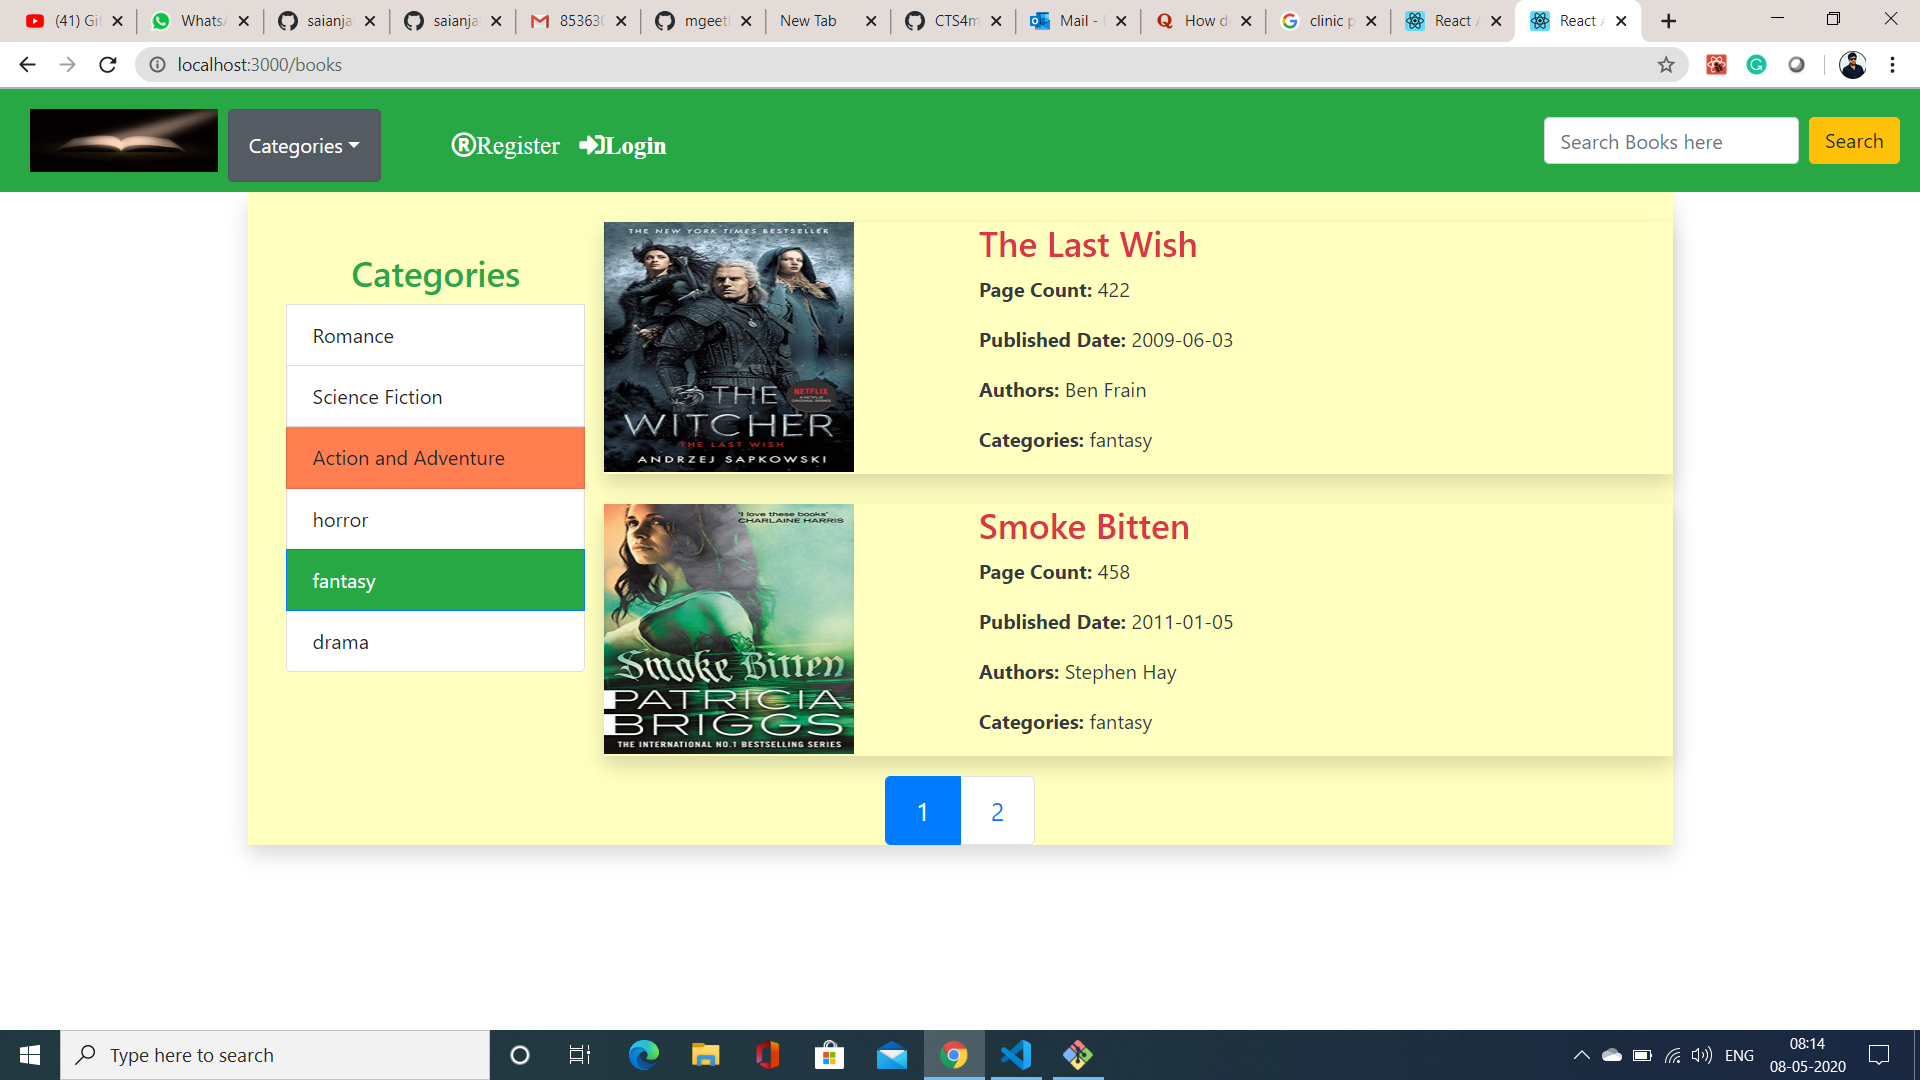 (41) Gi
WhatsA
saianja
saianja
85363
mgeetl
New Tab
CTS4m
Mail -
How d
clinic p
React A
React A
localhost:3000/books
Categories
®Register
Login
Search Books here
Search
Categories
Romance
Science Fiction
Action and Adventure
horror
fantasy
drama
THE NEW YORK TIMES BESTSELLER
THE
NETFLIX
WITCHER
THE LAST WISH
ANDRZEJ SAPKOWSKI
The Last Wish
Page Count: 422
Published Date: 2009-06-03
Authors: Ben Frain
Categories: fantasy
'I love these books'
CHARLAINE HARRIS
Smoke Bitten
PATRICIA
BRIGGS
THE INTERNATIONAL NO.1 BESTSELLING SERIES
Smoke Bitten
Page Count: 458
Published Date: 2011-01-05
Authors: Stephen Hay
Categories: fantasy
1 2
Type here to search
ENG
08:14
08-05-2020